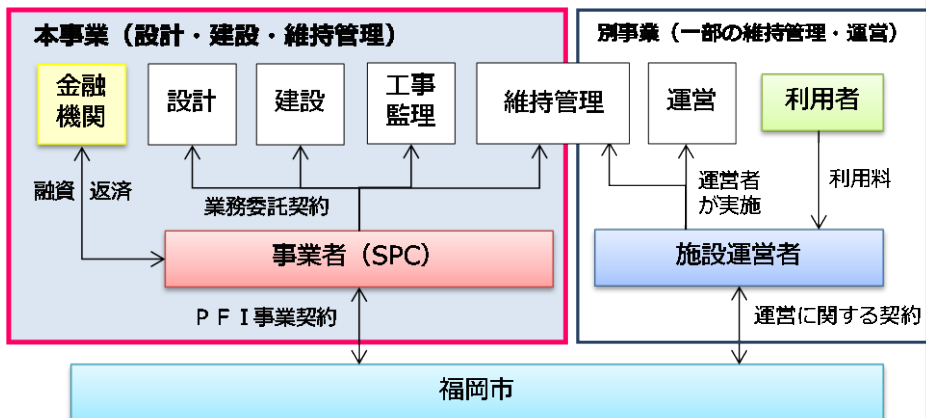 本事業（設計・建設・維持管理）
別事業（一部の維持管理・運営）
金融
機関
設計
建設
工事
監理
維持管理
運営
利用者
融資
返済
業務委託契約
運営者
が実施
利用料
事業者（SPC）
施設運営者
ＰＦＩ事業契約
運営に関する契約
福岡市